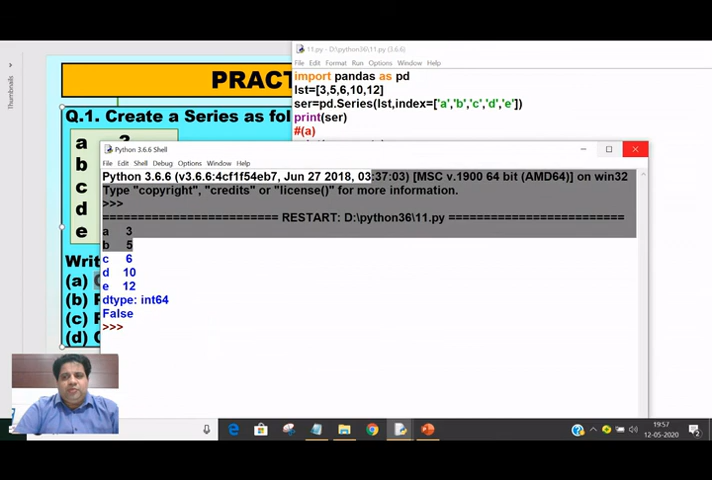 Thumbnails
PRACT
Q.1. Create a Series as fol
a
b
c
d
e
Writ
(a)
(b)
(c)
(d)
11.py - D:\python36\11.py (3.6.6)
File Edit Format Run Options Window Help
import pandas as pd
lst=[3,5,6,10,12]
ser=pd.Series(lst,index=['a','b','c','d','e'])
print(ser)
#(a)
Python 3.6.6 Shell
File Edit Shell Debug Options Window Help
Python 3.6.6 (v3.6.6:4cf1f54eb7, Jun 27 2018, 03:37:03) [MSC v.1900 64 bit (AMD64)] on win32
Type "copyright", "credits" or "license()" for more information.
>>>
========================= RESTART: D:\python36\11.py =========================
a 3
b 5
c 6
d 10
e 12
dtype: int64
False
>>>
19:57
12-05-2020
2